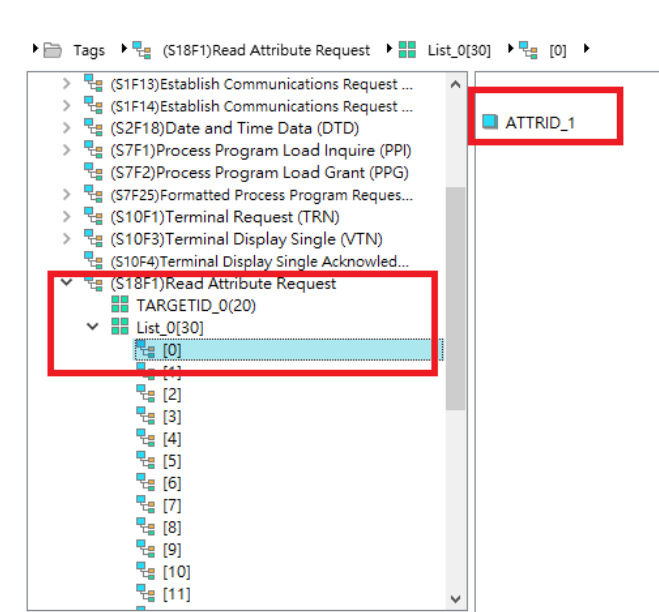 Tags (S18F1)Read Attribute Request List_0[30] [0]
(S1F13)Establish Communications Request ...
(S1F14)Establish Communications Request ...
(S2F18)Date and Time Data (DTD)
(S7F1)Process Program Load Inquire (PPI)
(S7F2)Process Program Load Grant (PPG)
(S7F25)Formatted Process Program Reques...
(S10F1)Terminal Request (TRN)
(S10F3)Terminal Display Single (VTN)
(S10F4)Terminal Display Single Acknowled...
(S18F1)Read Attribute Request
TARGETID_0(20)
List_0[30]
[0]
[1]
[2]
[3]
[4]
[5]
[6]
[7]
[8]
[9]
[10]
[11]
ATTRID_1